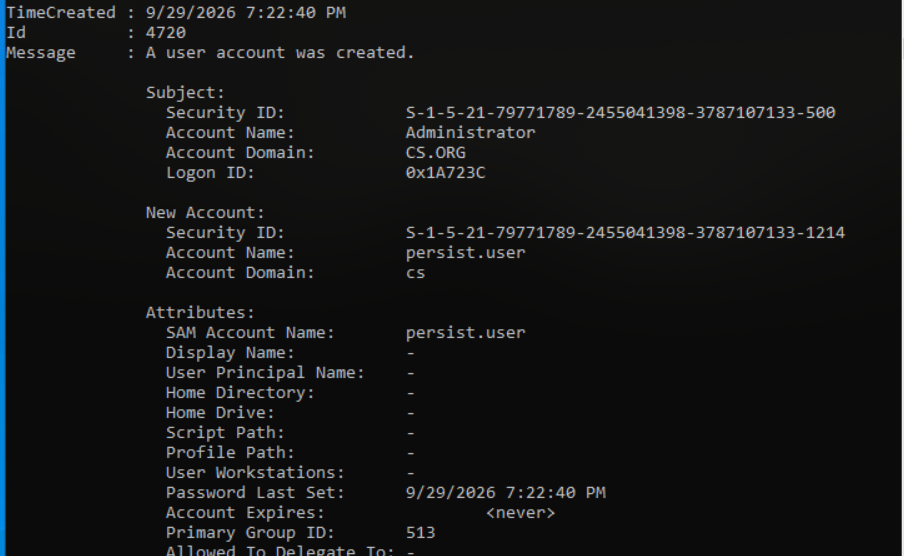 TimeCreated : 9/29/2026 7:22:40 PM
Id          : 4720
Message     : A user account was created.

              Subject:
                Security ID:            S-1-5-21-79771789-2455041398-3787107133-500
                Account Name:           Administrator
                Account Domain:         CS.ORG
                Logon ID:               0x1A723C

              New Account:
                Security ID:            S-1-5-21-79771789-2455041398-3787107133-1214
                Account Name:           persist.user
                Account Domain:         cs

              Attributes:
                SAM Account Name:       persist.user
                Display Name:           -
                User Principal Name:    -
                Home Directory:         -
                Home Drive:             -
                Script Path:            -
                Profile Path:           -
                User Workstations:      -
                Password Last Set:      9/29/2026 7:22:40 PM
                Account Expires:                <never>
                Primary Group ID:       513
                Allowed To Delegate To: -